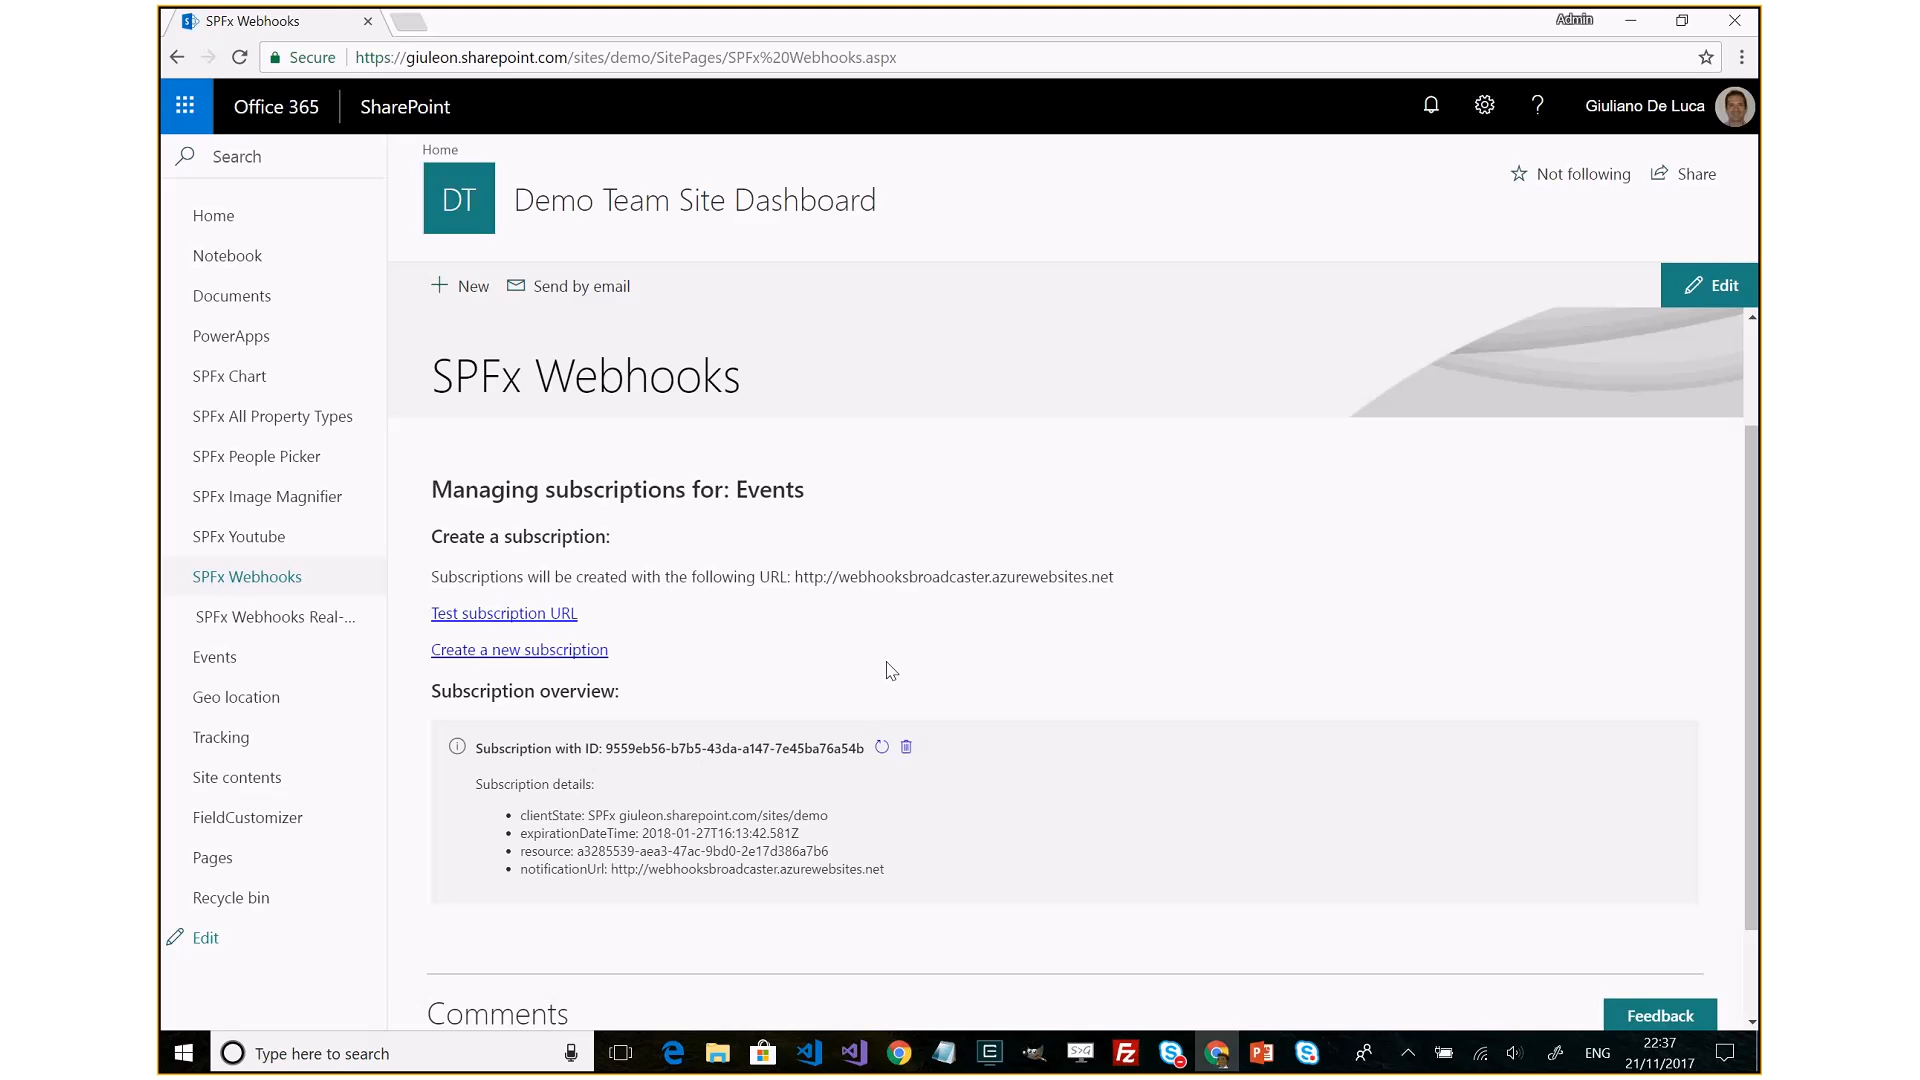 SPFx Webhooks
Admin
Secure
https://giuleon.sharepoint.com/sites/demo/SitePages/SPFx%20Webhooks.aspx
Office 365
SharePoint
Giuliano De Luca
Search
Home
DT
Demo Team Site Dashboard
Not following
Share
Home
Notebook
Documents
PowerApps
SPFx Chart
SPFx All Property Types
SPFx People Picker
SPFx Image Magnifier
SPFx Youtube
SPFx Webhooks
SPFx Webhooks Real-...
Events
Geo location
Tracking
Site contents
FieldCustomizer
Pages
Recycle bin
Edit
New
Send by email
Edit
SPFx Webhooks
Managing subscriptions for: Events
Create a subscription:
Subscriptions will be created with the following URL: http://webhooksbroadcaster.azurewebsites.net
Test subscription URL
Create a new subscription
Subscription overview:
Subscription with ID: 9559eb56-b7b5-43da-a147-7e45ba76a54b
Subscription details:
• clientState: SPFx giuleon.sharepoint.com/sites/demo
• expirationDateTime: 2018-01-27T16:13:42.581Z
• resource: a3285539-aea3-47ac-9bd0-2e17d386a7b6
• notificationUrl: http://webhooksbroadcaster.azurewebsites.net
Comments
Feedback
Type here to search
ENG
22:37
21/11/2017